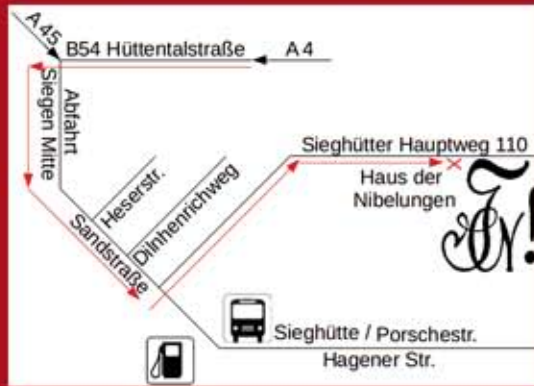 A 45
B54 Hüttentalstraße
A 4
Abfahrt
Siegen Mitte
Sieghütter Hauptweg 110
Haus der
Nibelungen
Heserstr.
Dilnhenrichweg
Sandstraße
Sieghütte / Porschestr.
Hagener Str.